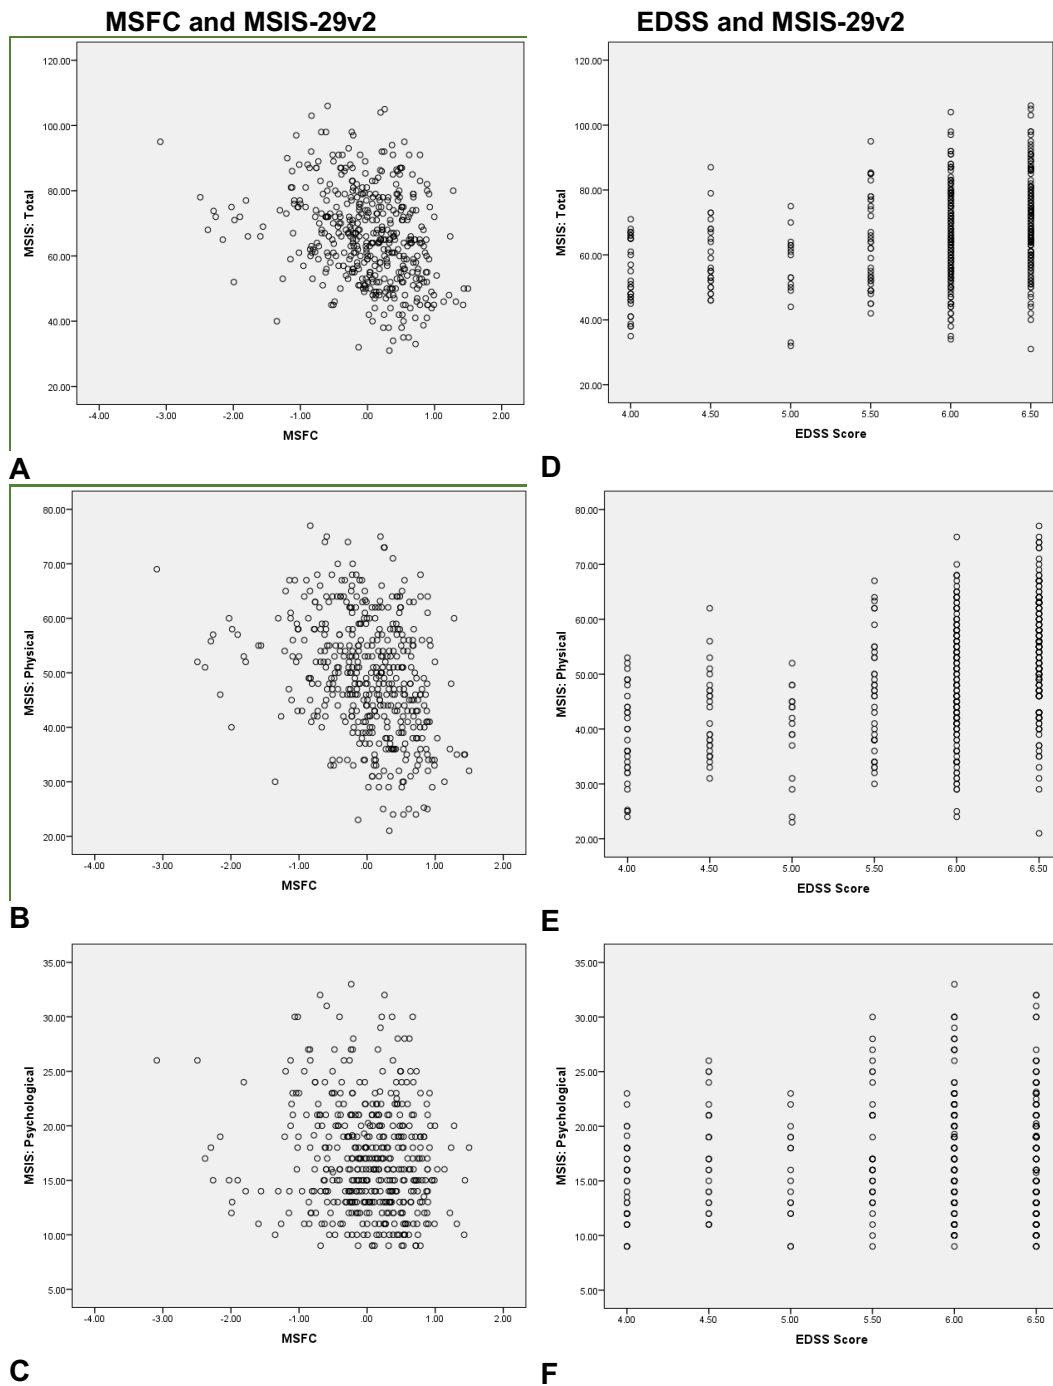 MSFC and MSIS-29v2
EDSS and MSIS-29v2
120.00
100.00
80.00
60.00
40.00
20.00
MSIS: Total
-4.00 -3.00 -2.00 -1.00 .00 1.00 2.00
MSFC
A
120.00
100.00
80.00
60.00
40.00
20.00
MSIS: Total
4.00 4.50 5.00 5.50 6.00 6.50
EDSS Score
D
80.00
70.00
60.00
50.00
40.00
30.00
20.00
MSIS: Physical
-4.00 -3.00 -2.00 -1.00 .00 1.00 2.00
MSFC
B
80.00
70.00
60.00
50.00
40.00
30.00
20.00
MSIS: Physical
4.00 4.50 5.00 5.50 6.00 6.50
EDSS Score
E
35.00
30.00
25.00
20.00
15.00
10.00
5.00
MSIS: Psychological
-4.00 -3.00 -2.00 -1.00 .00 1.00 2.00
MSFC
C
35.00
30.00
25.00
20.00
15.00
10.00
5.00
MSIS: Psychological
4.00 4.50 5.00 5.50 6.00 6.50
EDSS Score
F